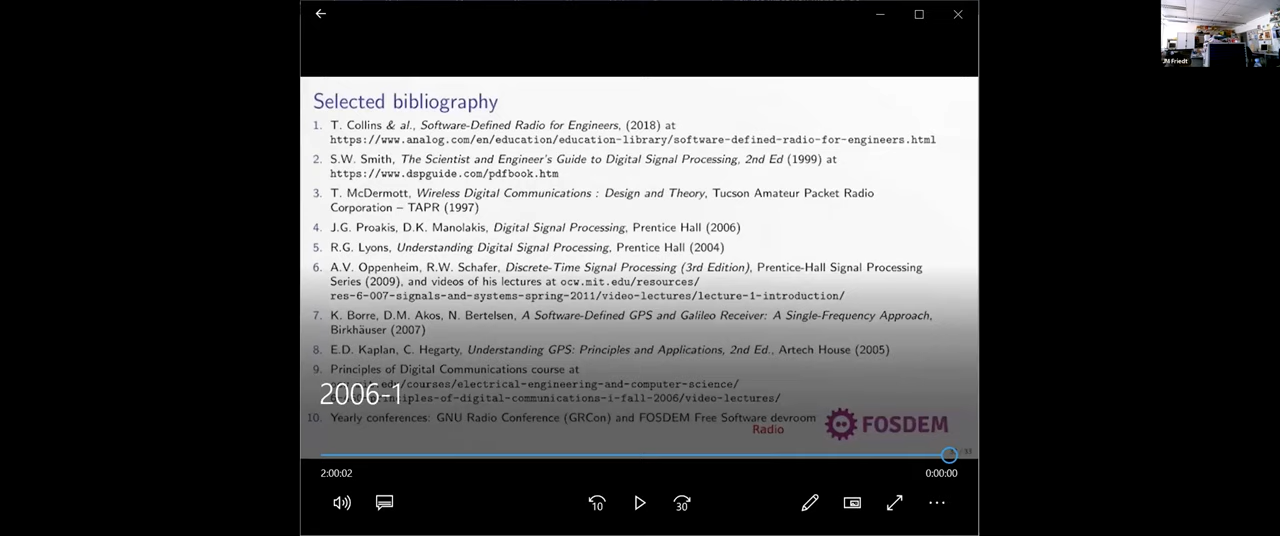 JM Friedt
Selected bibliography
1. T. Collins & al., Software-Defined Radio for Engineers, (2018) at
https://www.analog.com/en/education/education-library/software-defined-radio-for-engineers.html
2. S.W. Smith, The Scientist and Engineer's Guide to Digital Signal Processing, 2nd Ed (1999) at
https://www.dspguide.com/pdfbook.htm
3. T. McDermott, Wireless Digital Communications : Design and Theory, Tucson Amateur Packet Radio
Corporation – TAPR (1997)
4. J.G. Proakis, D.K. Manolakis, Digital Signal Processing, Prentice Hall (2006)
5. R.G. Lyons, Understanding Digital Signal Processing, Prentice Hall (2004)
6. A.V. Oppenheim, R.W. Schafer, Discrete-Time Signal Processing (3rd Edition), Prentice-Hall Signal Processing
Series (2009), and videos of his lectures at ocw.mit.edu/resources/
res-6-007-signals-and-systems-spring-2011/video-lectures/lecture-1-introduction/
7. K. Borre, D.M. Akos, N. Bertelsen, A Software-Defined GPS and Galileo Receiver: A Single-Frequency Approach,
Birkhäuser (2007)
8. E.D. Kaplan, C. Hegarty, Understanding GPS: Principles and Applications, 2nd Ed., Artech House (2005)
9. Principles of Digital Communications course at
.edu/courses/electrical-engineering-and-computer-science/
2006-1
-digital-communications-i-fall-2006/video-lectures/
10. Yearly conferences: GNU Radio Conference (GRCon) and FOSDEM Free Software devroom
Radio
FOSDEM
2:00:02
0:00:00
10
30